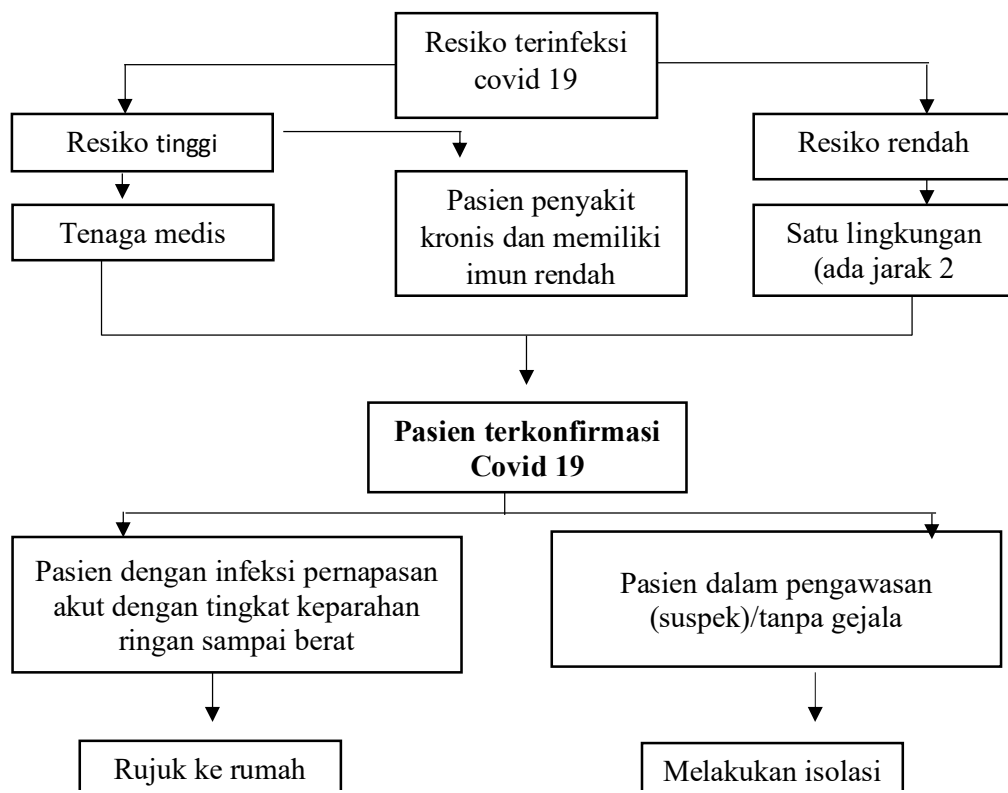 Resiko terinfeksi
covid 19
Resiko tinggi
Resiko rendah
Pasien penyakit
kronis dan memiliki
imun rendah
Tenaga medis
Satu lingkungan
(ada jarak 2
Pasien terkonfirmasi
Covid 19
Pasien dengan infeksi pernapasan
akut dengan tingkat keparahan
ringan sampai berat
Pasien dalam pengawasan
(suspek)/tanpa gejala
Rujuk ke rumah
Melakukan isolasi